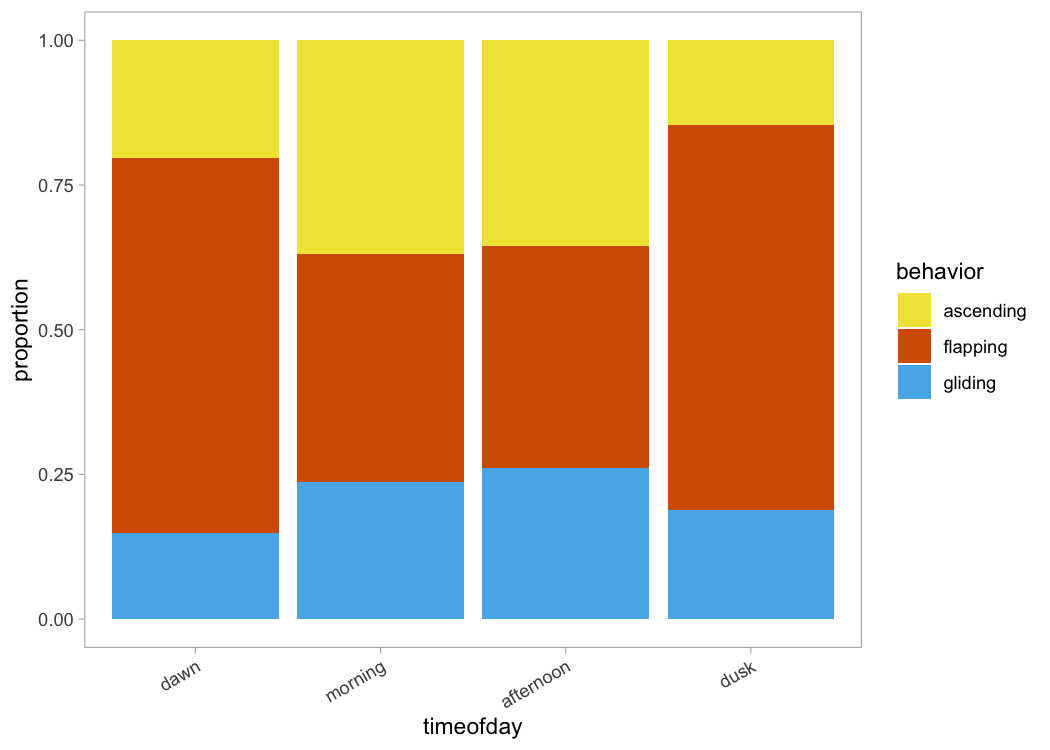 1.00
0.75
0.50
0.25
0.00
proportion
dawn
morning
afternoon
dusk
timeofday
behavior
ascending
flapping
gliding